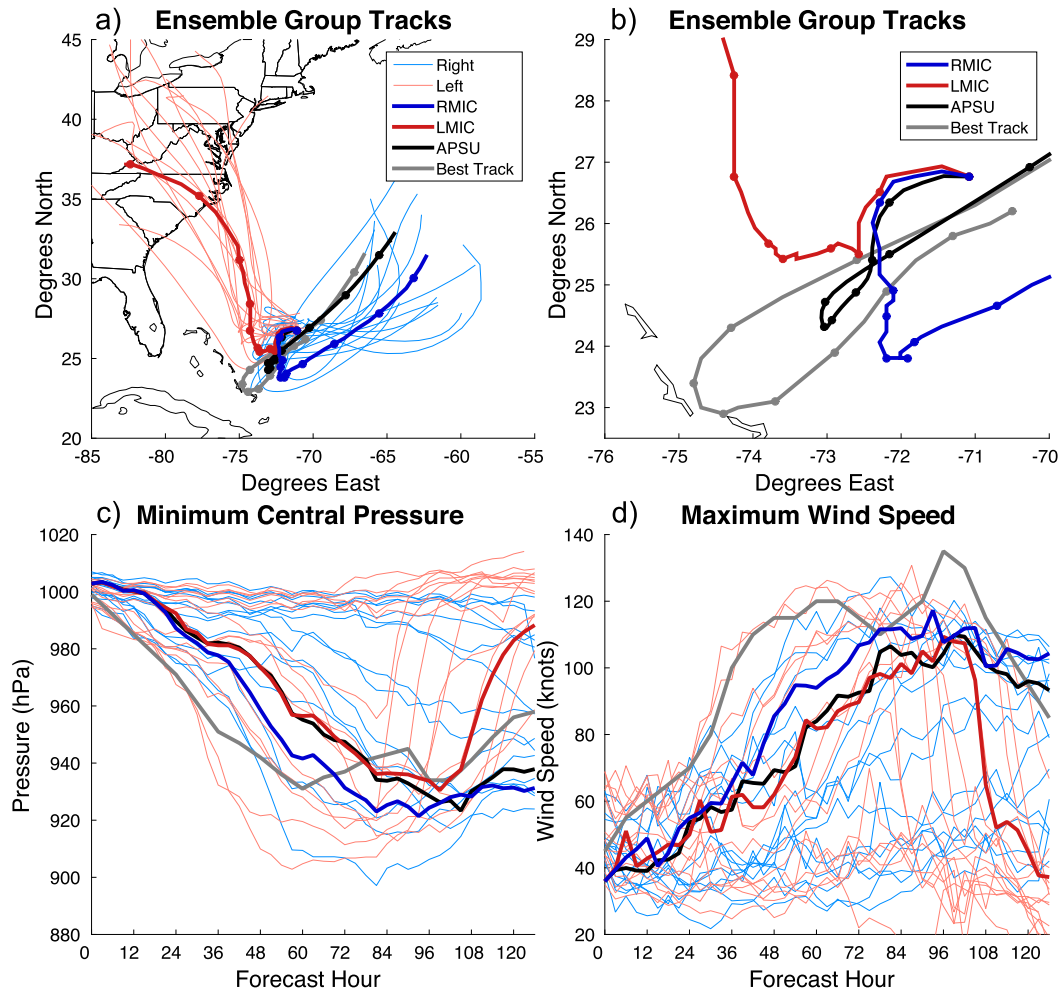 a) Ensemble Group Tracks
45
40
35
30
25
20
Degrees North
-85 -80 -75 -70 -65 -60 -55
Degrees East
Right
Left
RMIC
LMIC
APSU
Best Track
b) Ensemble Group Tracks
29
28
27
26
25
24
23
Degrees North
-76 -75 -74 -73 -72 -71 -70
Degrees East
RMIC
LMIC
APSU
Best Track
c) Minimum Central Pressure
1020
1000
980
960
940
920
900
880
Pressure (hPa)
0 12 24 36 48 60 72 84 96 108 120
Forecast Hour
d) Maximum Wind Speed
140
120
100
80
60
40
20
Wind Speed (knots)
0 12 24 36 48 60 72 84 96 108 120
Forecast Hour